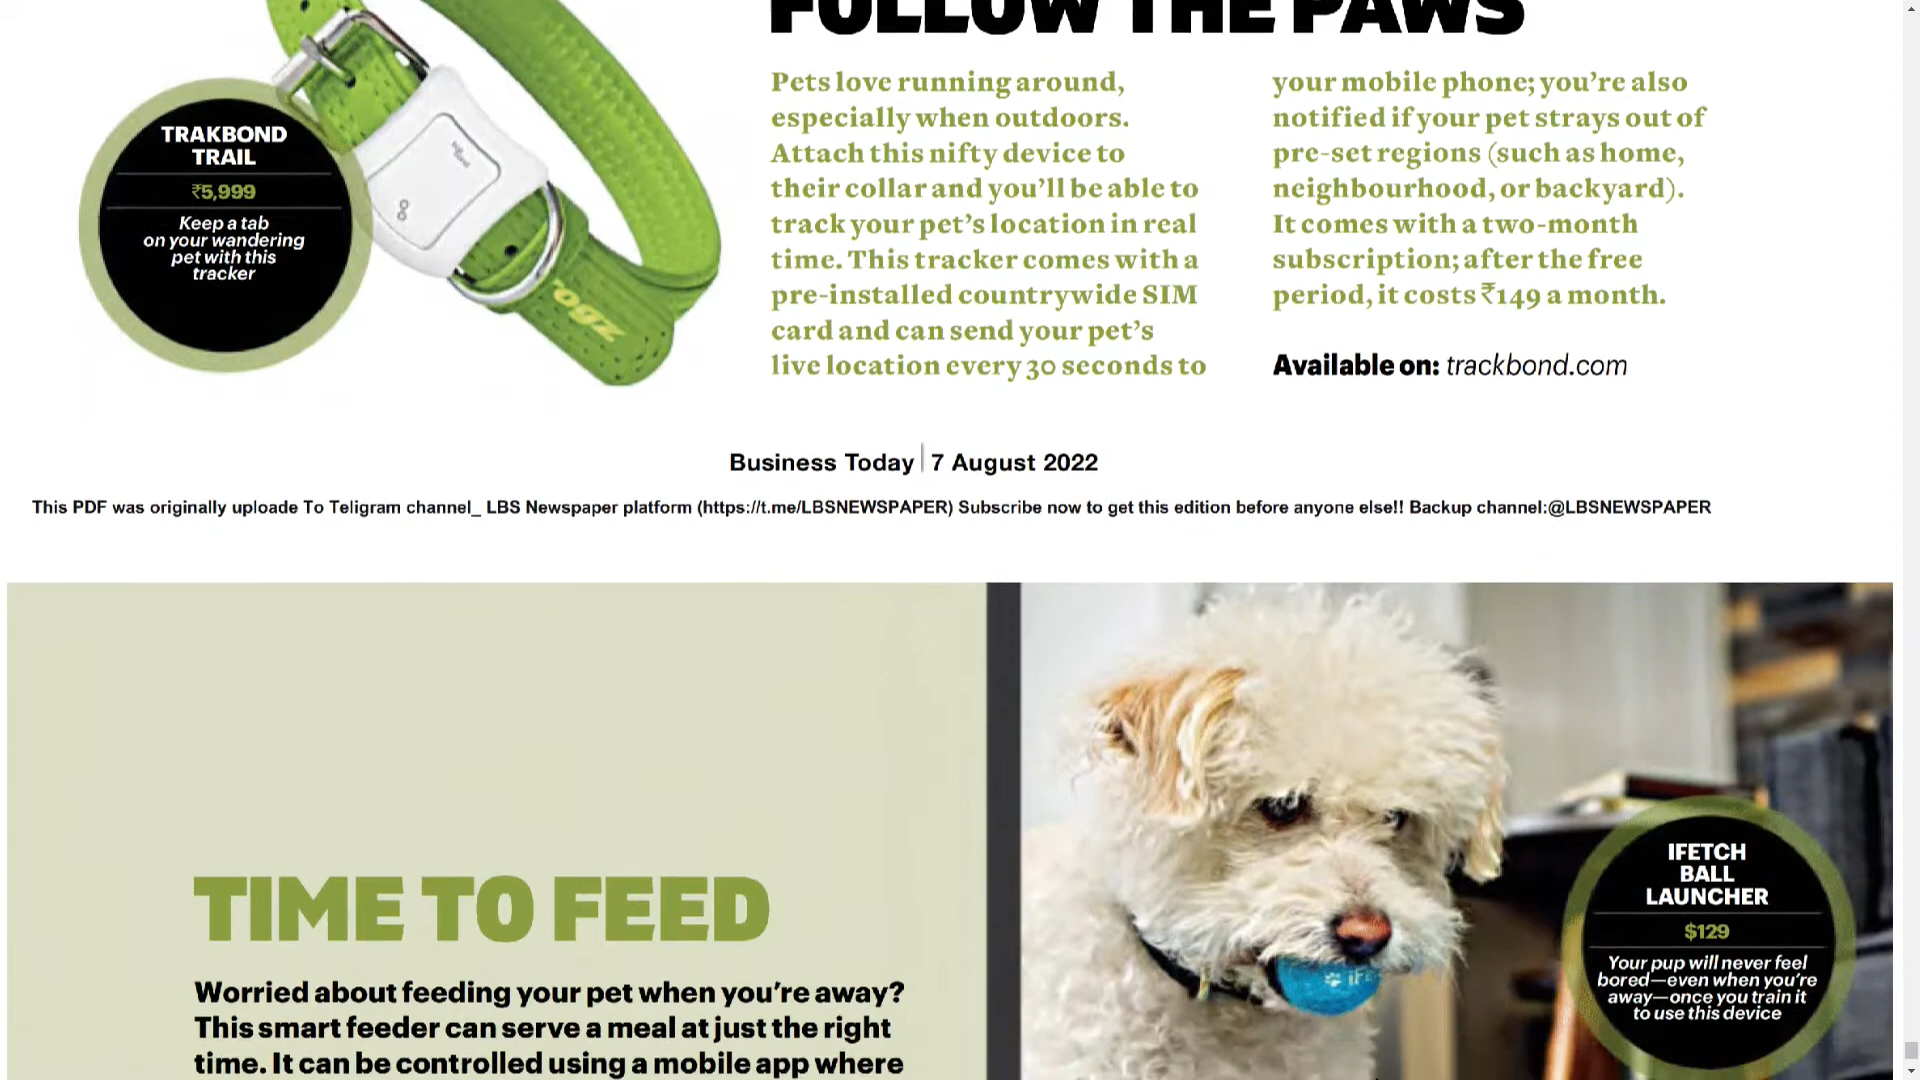 FOLLOW THE PAWS
TRAKBOND
TRAIL
₹5,999
Keep a tab
on your wandering
pet with this
tracker
rogz
Pets love running around,
especially when outdoors.
Attach this nifty device to
their collar and you'll be able to
track your pet's location in real
time. This tracker comes with a
pre-installed countrywide SIM
card and can send your pet's
live location every 30 seconds to
your mobile phone; you're also
notified if your pet strays out of
pre-set regions (such as home,
neighbourhood, or backyard).
It comes with a two-month
subscription; after the free
period, it costs ₹149 a month.
Available on: trackbond.com
Business Today | 7 August 2022
This PDF was originally uploade To Teligram channel_ LBS Newspaper platform (https://t.me/LBSNEWSPAPER) Subscribe now to get this edition before anyone else!! Backup channel:@LBSNEWSPAPER
TIME TO FEED
Worried about feeding your pet when you're away?
This smart feeder can serve a meal at just the right
time. It can be controlled using a mobile app where
iFe
IFETCH
BALL
LAUNCHER
$129
Your pup will never feel
bored—even when you're
away—once you train it
to use this device